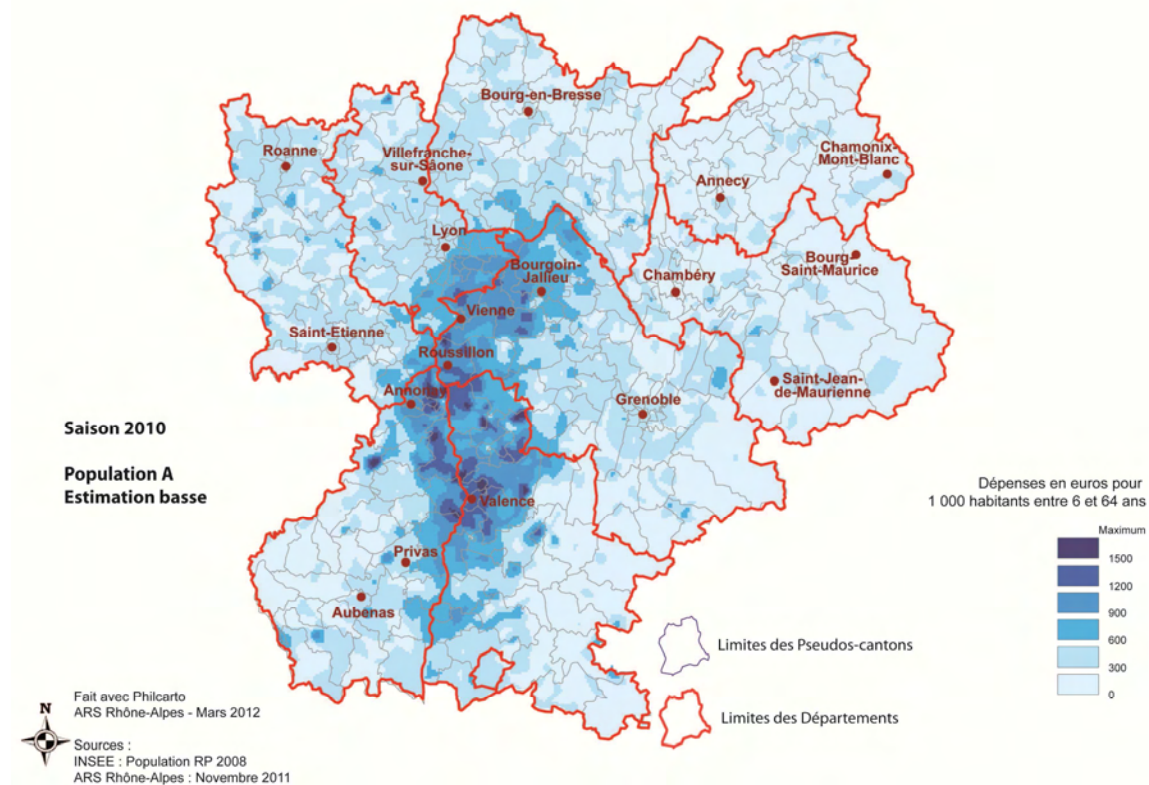 Bourg-en-Bresse
Roanne
Villefranche-
sur-Saône
Chamonix-
Mont-Blanc
Annecy
Lyon
Bourg-
Saint-Maurice
Bourgoin-
Jallieu
Chambéry
Vienne
Saint-Etienne
Roussillon
Saint-Jean-
de-Maurienne
Annonay
Grenoble
Saison 2010
Population A
Estimation basse
Valence
Dépenses en euros pour
1 000 habitants entre 6 et 64 ans
Maximum
1500
1200
900
600
300
0
Privas
Aubenas
Limites des Pseudos-cantons
Limites des Départements
N
Fait avec Philcarto
ARS Rhône-Alpes - Mars 2012
Sources :
INSEE : Population RP 2008
ARS Rhône-Alpes : Novembre 2011